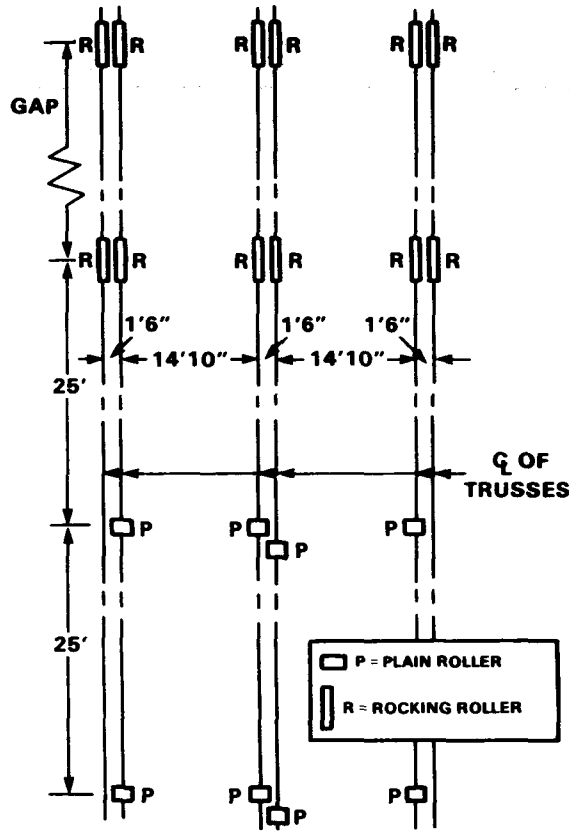 R R R R R R
GAP
R R R R R R
1'6" 1'6" 1'6"
14'10" 14'10"
25'
℄ OF
TRUSSES
P P P
P
25'
P = PLAIN ROLLER
R = ROCKING ROLLER
P P P
P